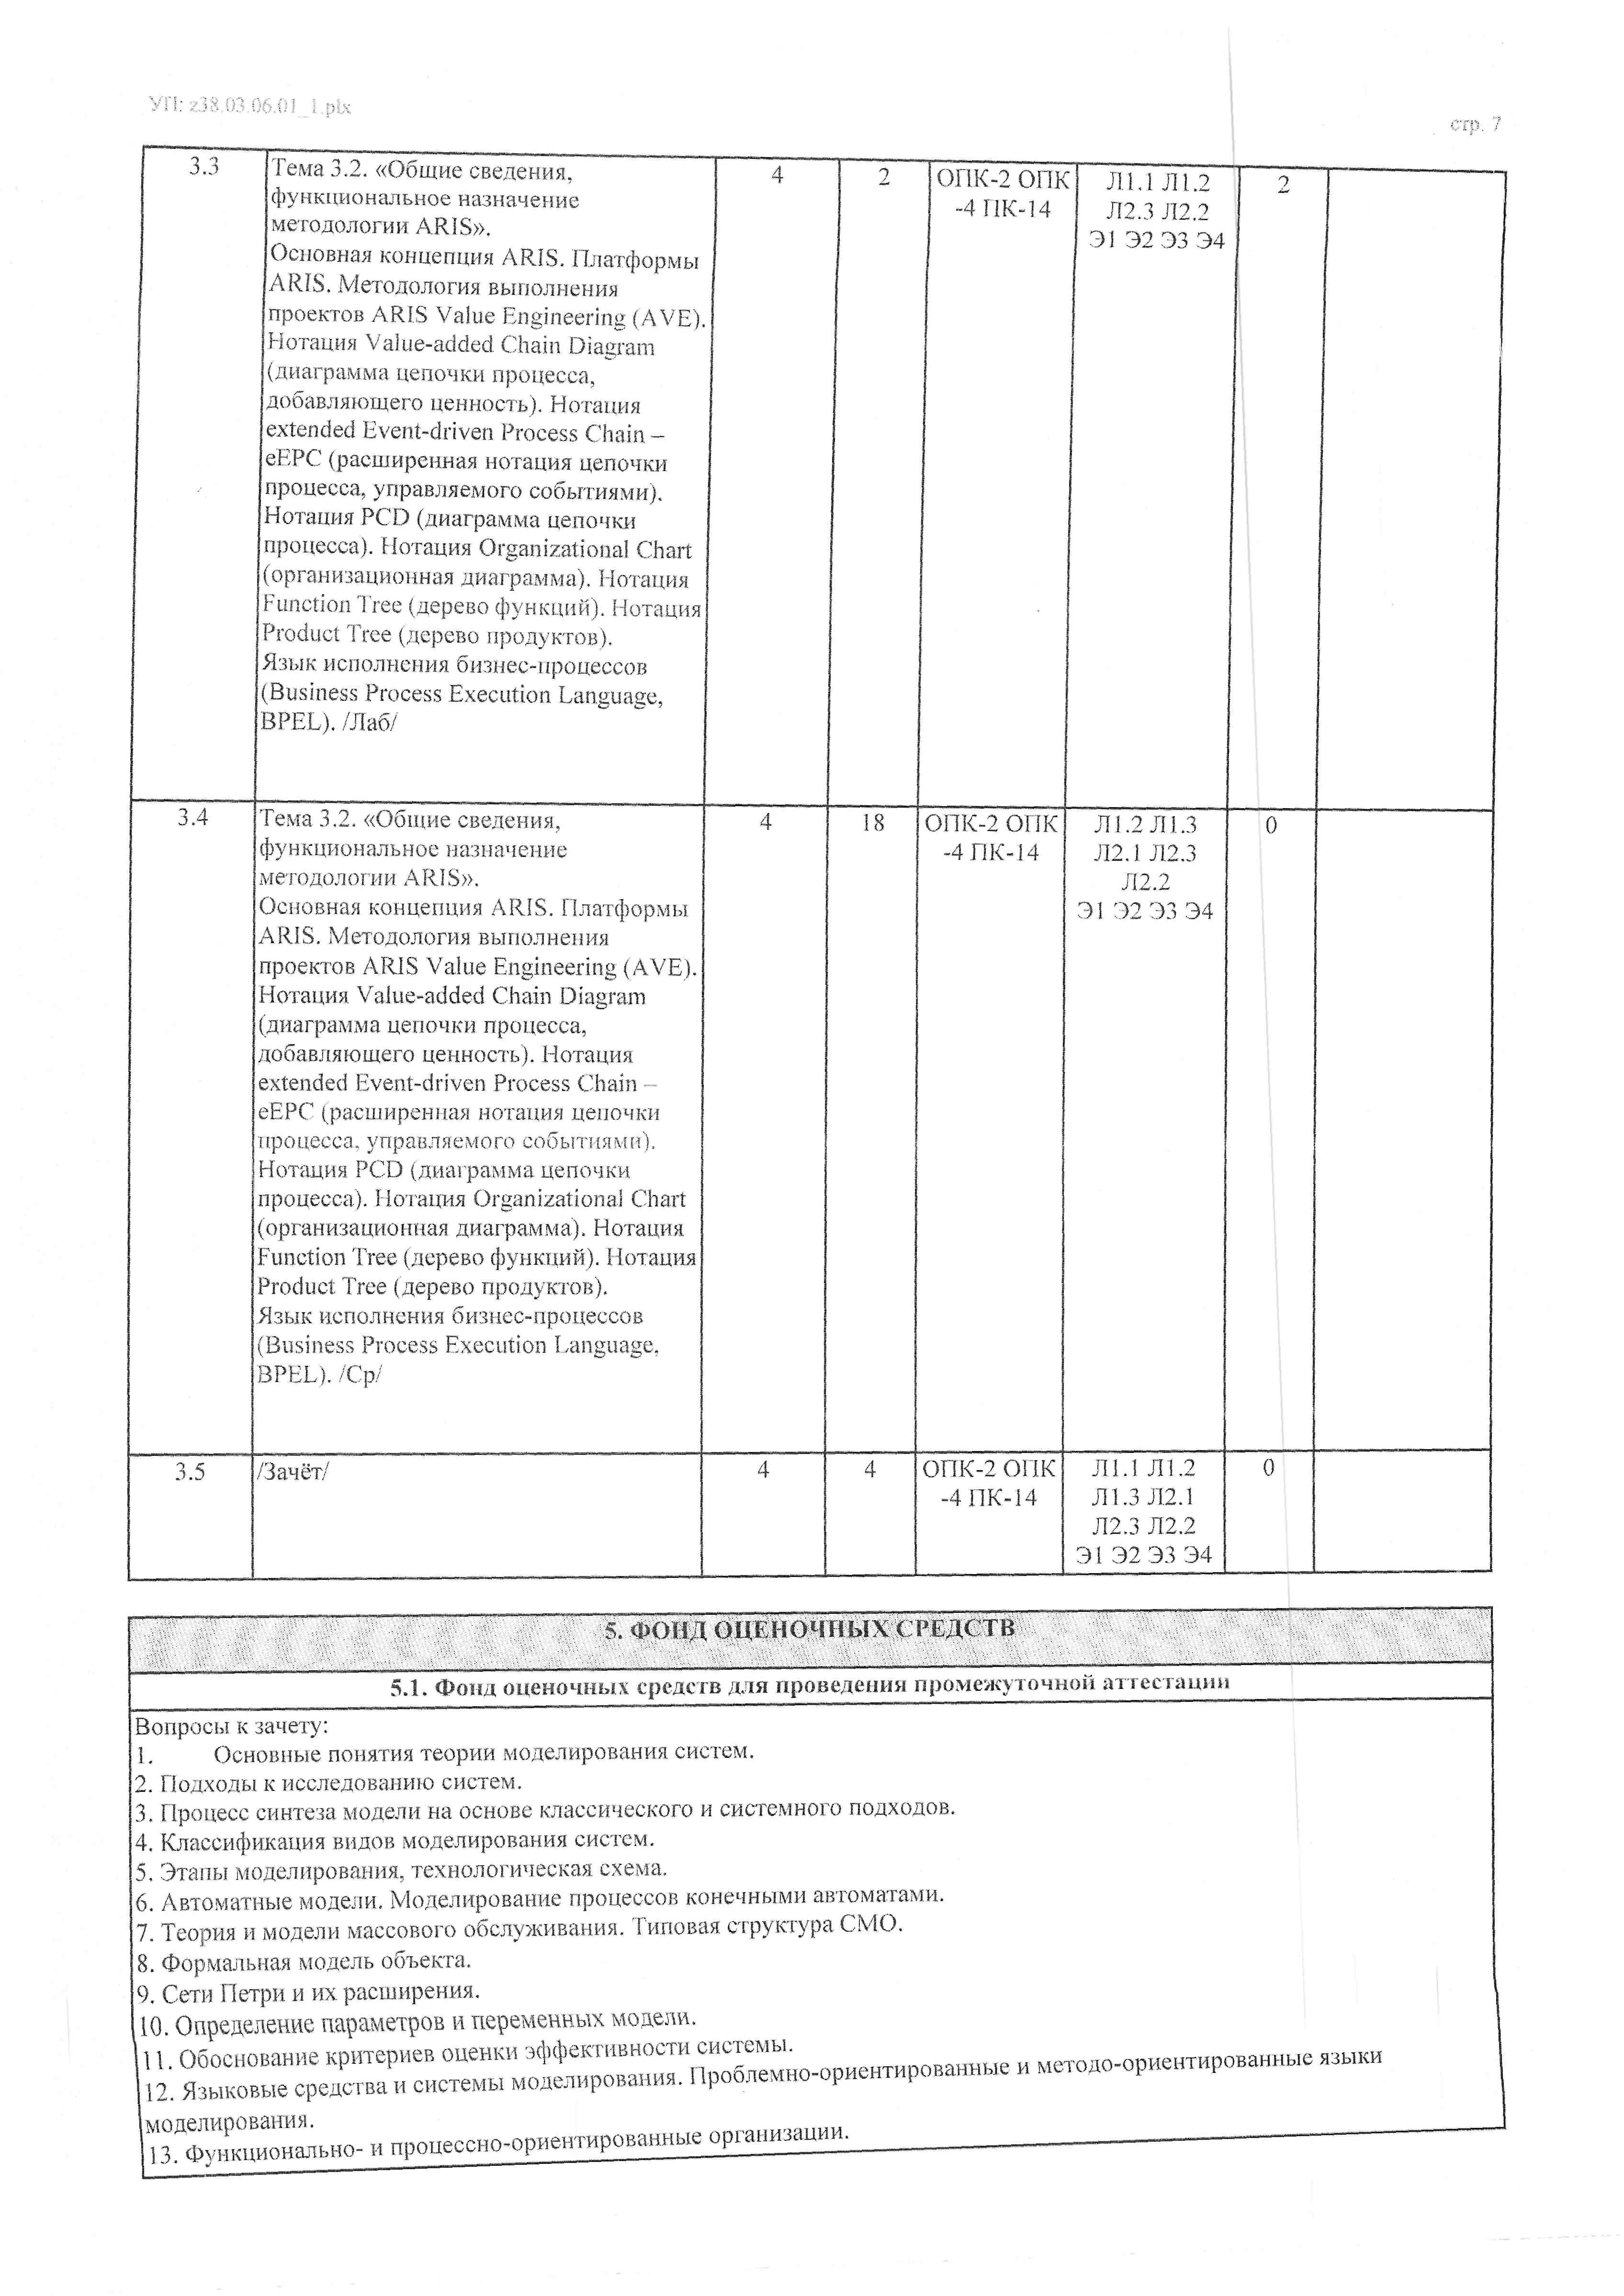 УП: z38.03.06.01_1.plx
стр. 7
3.3
Тема 3.2. «Общие сведения,
функциональное назначение
методологии ARIS».
Основная концепция ARIS. Платформы
ARIS. Методология выполнения
проектов ARIS Value Engineering (AVE).
Нотация Value-added Chain Diagram
(диаграмма цепочки процесса,
добавляющего ценность). Нотация
extended Event-driven Process Chain –
eEPC (расширенная нотация цепочки
процесса, управляемого событиями).
Нотация PCD (диаграмма цепочки
процесса). Нотация Organizational Chart
(организационная диаграмма). Нотация
Function Tree (дерево функций). Нотация
Product Tree (дерево продуктов).
Язык исполнения бизнес-процессов
(Business Process Execution Language,
BPEL). /Лаб/
4
2
ОПК-2 ОПК
-4 ПК-14
Л1.1 Л1.2
Л2.3 Л2.2
Э1 Э2 Э3 Э4
2
3.4
Тема 3.2. «Общие сведения,
функциональное назначение
методологии ARIS».
Основная концепция ARIS. Платформы
ARIS. Методология выполнения
проектов ARIS Value Engineering (AVE).
Нотация Value-added Chain Diagram
(диаграмма цепочки процесса,
добавляющего ценность). Нотация
extended Event-driven Process Chain –
eEPC (расширенная нотация цепочки
процесса, управляемого событиями).
Нотация PCD (диаграмма цепочки
процесса). Нотация Organizational Chart
(организационная диаграмма). Нотация
Function Tree (дерево функций). Нотация
Product Tree (дерево продуктов).
Язык исполнения бизнес-процессов
(Business Process Execution Language,
BPEL). /Ср/
4
18
ОПК-2 ОПК
-4 ПК-14
Л1.2 Л1.3
Л2.1 Л2.3
Л2.2
Э1 Э2 Э3 Э4
0
3.5
/Зачёт/
4
4
ОПК-2 ОПК
-4 ПК-14
Л1.1 Л1.2
Л1.3 Л2.1
Л2.3 Л2.2
Э1 Э2 Э3 Э4
0
5. ФОНД ОЦЕНОЧНЫХ СРЕДСТВ
5.1. Фонд оценочных средств для проведения промежуточной аттестации
Вопросы к зачету:
1. Основные понятия теории моделирования систем.
2. Подходы к исследованию систем.
3. Процесс синтеза модели на основе классического и системного подходов.
4. Классификация видов моделирования систем.
5. Этапы моделирования, технологическая схема.
6. Автоматные модели. Моделирование процессов конечными автоматами.
7. Теория и модели массового обслуживания. Типовая структура СМО.
8. Формальная модель объекта.
9. Сети Петри и их расширения.
10. Определение параметров и переменных модели.
11. Обоснование критериев оценки эффективности системы.
12. Языковые средства и системы моделирования. Проблемно-ориентированные и методо-ориентированные языки
моделирования.
13. Функционально- и процессно-ориентированные организации.